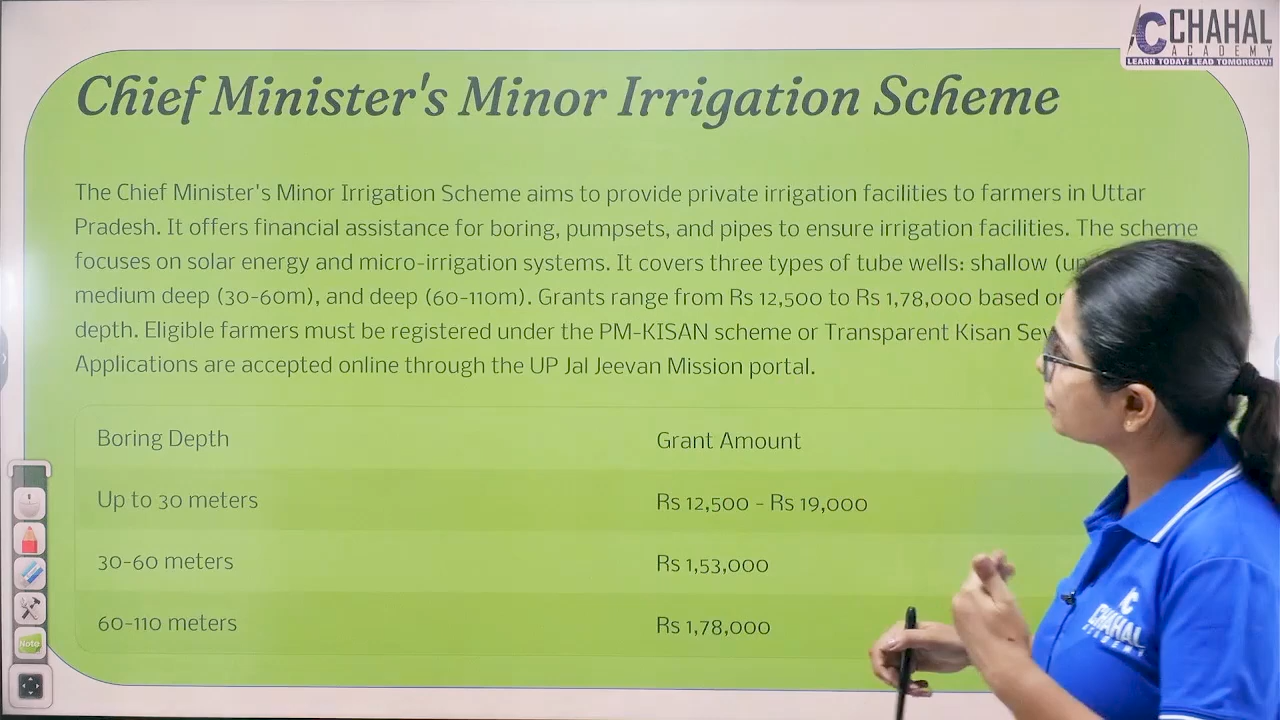 CHAHAL
ACADEMY
LEARN TODAY! LEAD TOMORROW!
Chief Minister's Minor Irrigation Scheme
The Chief Minister's Minor Irrigation Scheme aims to provide private irrigation facilities to farmers in Uttar
Pradesh. It offers financial assistance for boring, pumpsets, and pipes to ensure irrigation facilities. The scheme
focuses on solar energy and micro-irrigation systems. It covers three types of tube wells: shallow (up
medium deep (30-60m), and deep (60-110m). Grants range from Rs 12,500 to Rs 1,78,000 based
depth. Eligible farmers must be registered under the PM-KISAN scheme or Transparent Kisan
Applications are accepted online through the UP Jal Jeevan Mission portal.
Boring Depth Grant Amount
Up to 30 meters Rs 12,500 - Rs 19,000
30-60 meters Rs 1,53,000
60-110 meters Rs 1,78,000
Note
CHAHAL
ACADEMY